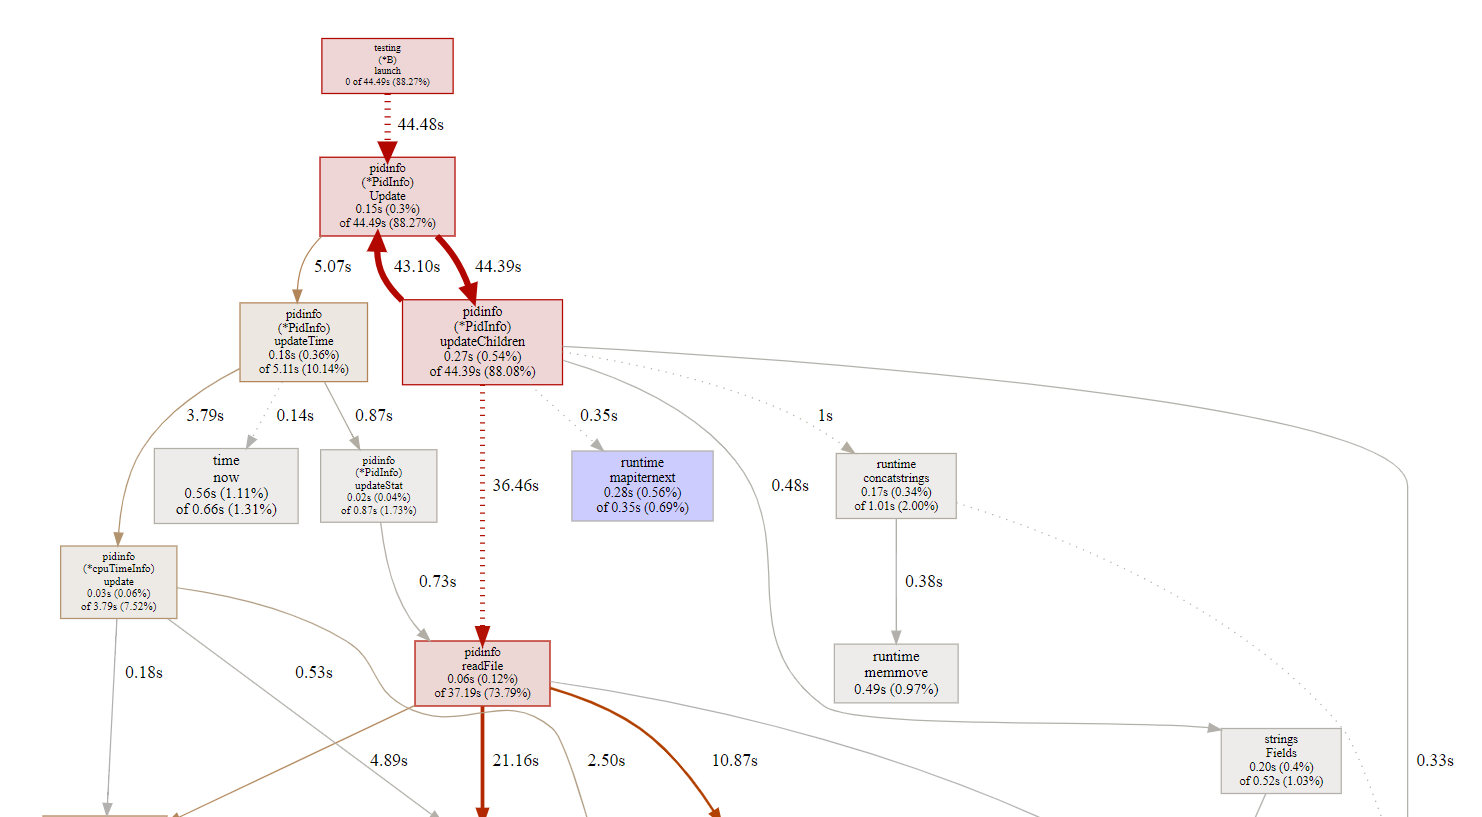 testing
(*B)
launch
0 of 44.49s (88.27%)
44.48s
pidinfo
(*PidInfo)
Update
0.15s (0.3%)
of 44.49s (88.27%)
5.07s
43.10s
44.39s
pidinfo
(*PidInfo)
updateTime
0.18s (0.36%)
of 5.11s (10.14%)
pidinfo
(*PidInfo)
updateChildren
0.27s (0.54%)
of 44.39s (88.08%)
3.79s
0.14s
0.87s
0.35s
1s
time
now
0.56s (1.11%)
of 0.66s (1.31%)
pidinfo
(*PidInfo)
updateStat
0.02s (0.04%)
of 0.87s (1.73%)
36.46s
runtime
mapiternext
0.28s (0.56%)
of 0.35s (0.69%)
0.48s
runtime
concatstrings
0.17s (0.34%)
of 1.01s (2.00%)
pidinfo
(*cpuTimeInfo)
update
0.03s (0.06%)
of 3.79s (7.52%)
0.73s
0.38s
0.18s
0.53s
pidinfo
readFile
0.06s (0.12%)
of 37.19s (73.79%)
runtime
memmove
0.49s (0.97%)
4.89s
21.16s
2.50s
10.87s
strings
Fields
0.20s (0.4%)
of 0.52s (1.03%)
0.33s